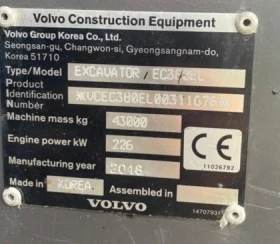 Volvo Construction Equipment
Volvo Group Korea Co., Ltd.
Seongsan-gu, Changwon-si, Gyeongsangnam-do,
Korea 51710
Type/Model EXCAVATOR/
Product
Identification
Number
Machine mass kg 43000
Engine power kW 226
Manufacturing year
CE
11026792
Made in KOREA Assembled in
VOLVO